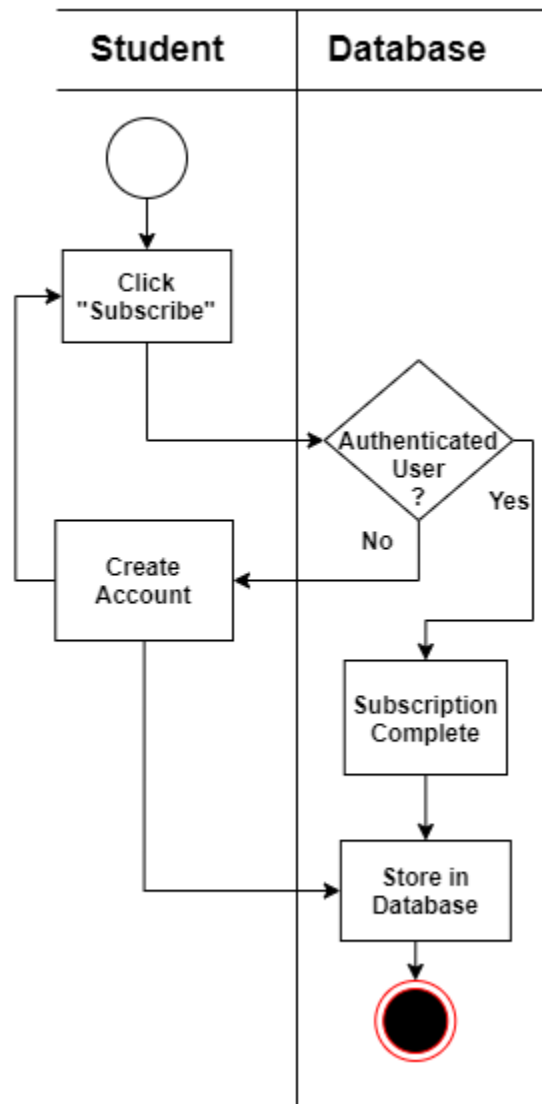 Student
Database
Click
"Subscribe"
Authenticated
User
?
Yes
No
Create
Account
Subscription
Complete
Store in
Database